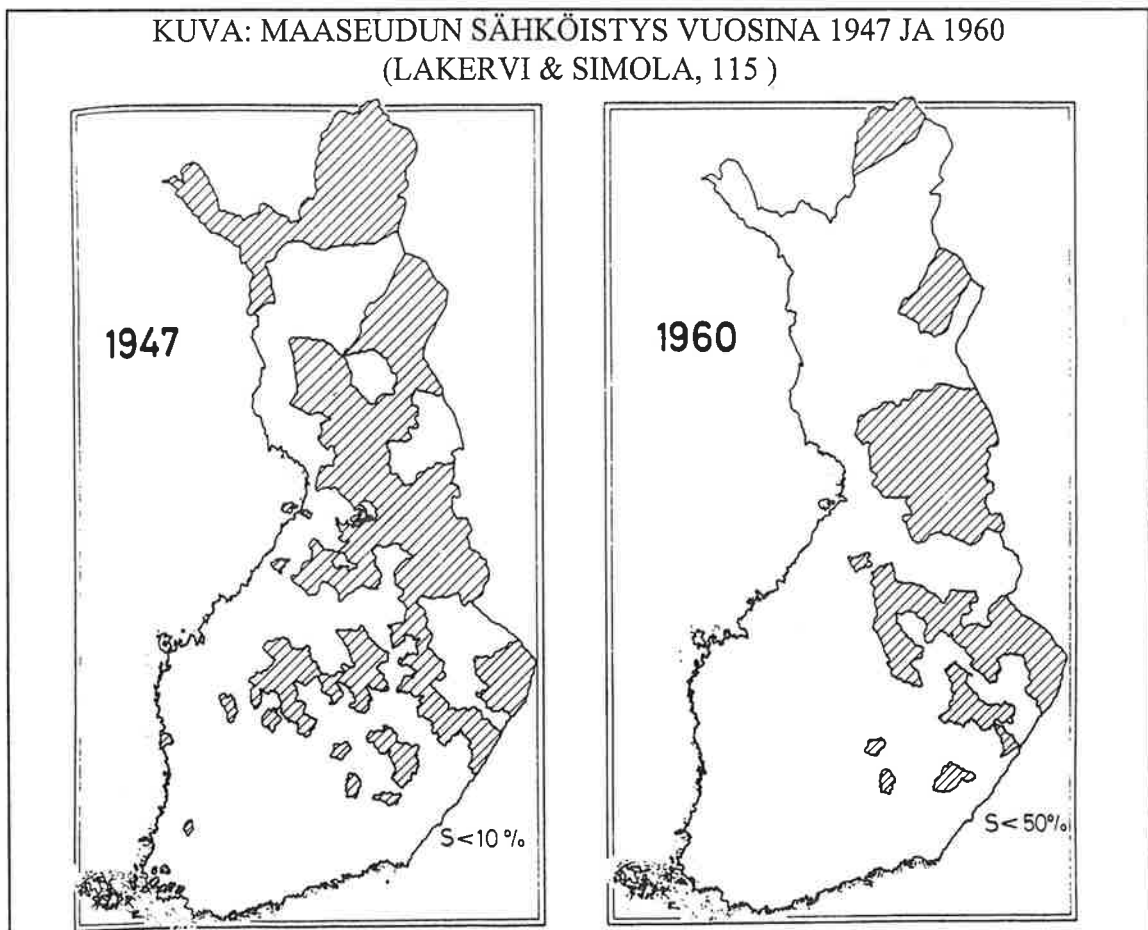 KUVA: MAASEUDUN SÄHKÖISTYS VUOSINA 1947 JA 1960
(LAKERVI & SIMOLA, 115 )
1947
1960
S<10%
S<50%